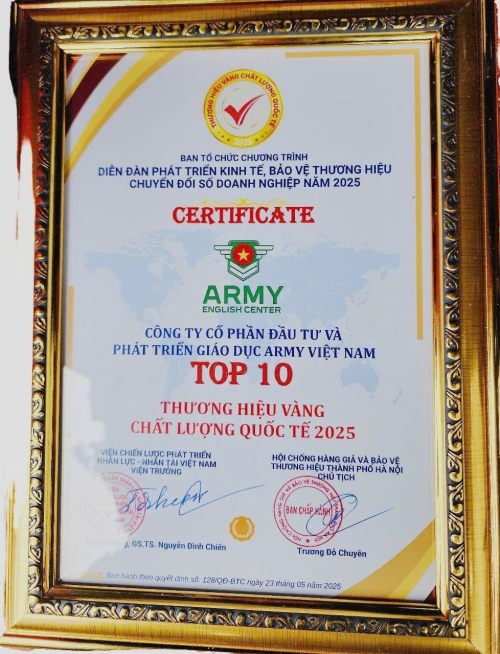 THƯƠNG HIỆU VÀNG CHẤT LƯỢNG QUỐC TẾ
2025
BAN TỔ CHỨC CHƯƠNG TRÌNH
DIỄN ĐÀN PHÁT TRIỂN KINH TẾ, BẢO VỆ THƯƠNG HIỆU
CHUYỂN ĐỔI SỐ DOANH NGHIỆP NĂM 2025
CERTIFICATE
ARMY
ENGLISH CENTER
CÔNG TY CỔ PHẦN ĐẦU TƯ VÀ
PHÁT TRIỂN GIÁO DỤC ARMY VIỆT NAM
TOP 10
THƯƠNG HIỆU VÀNG
CHẤT LƯỢNG QUỐC TẾ 2025
VIỆN CHIẾN LƯỢC PHÁT TRIỂN
NHÂN LỰC - NHÂN TÀI VIỆT NAM
VIỆN TRƯỞNG
GS.TS. Nguyễn Đình Chiến
HỘI CHỐNG HÀNG GIẢ VÀ BẢO VỆ
THƯƠNG HIỆU THÀNH PHỐ HÀ NỘI
CHỦ TỊCH
BAN CHẤP HÀNH
Trương Đỗ Chuyên
Ban hành theo quyết định số: 128/QĐ-BTC ngày 23 tháng 05 năm 2025